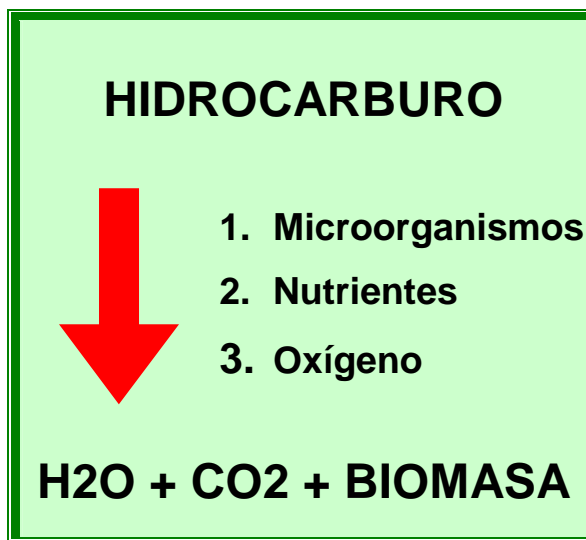 HIDROCARBURO
1. Microorganismos
2. Nutrientes
3. Oxígeno
H2O + CO2 + BIOMASA